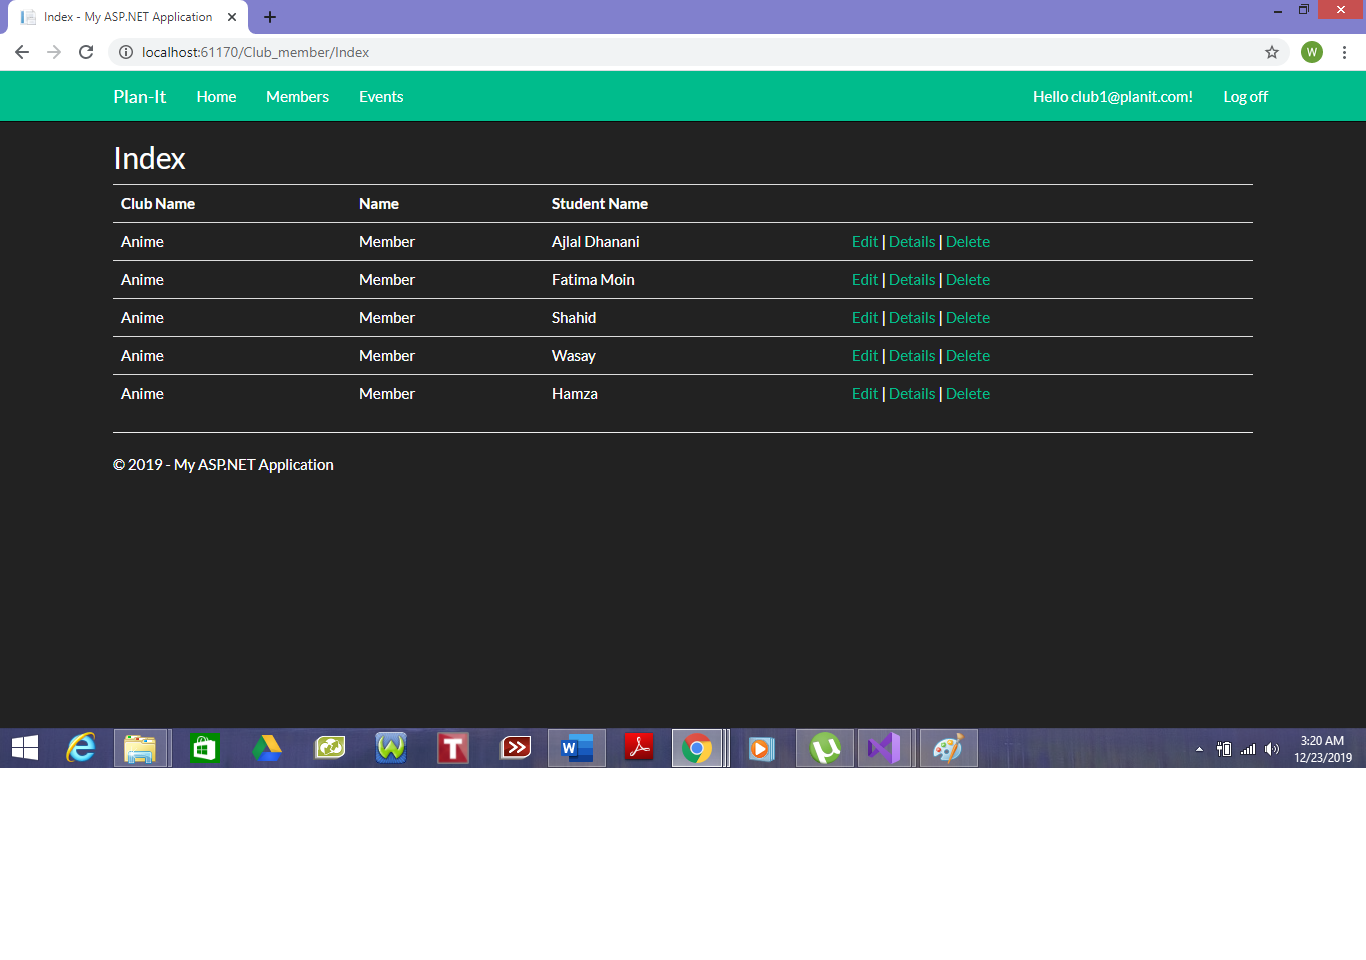 Index - My ASP.NET Application
localhost:61170/Club_member/Index
W
Plan-It Home Members Events Hello club1@planit.com! Log off
Index
Club Name Name Student Name
Anime Member Ajlal Dhanani Edit | Details | Delete
Anime Member Fatima Moin Edit | Details | Delete
Anime Member Shahid Edit | Details | Delete
Anime Member Wasay Edit | Details | Delete
Anime Member Hamza Edit | Details | Delete
© 2019 - My ASP.NET Application
3:20 AM
12/23/2019